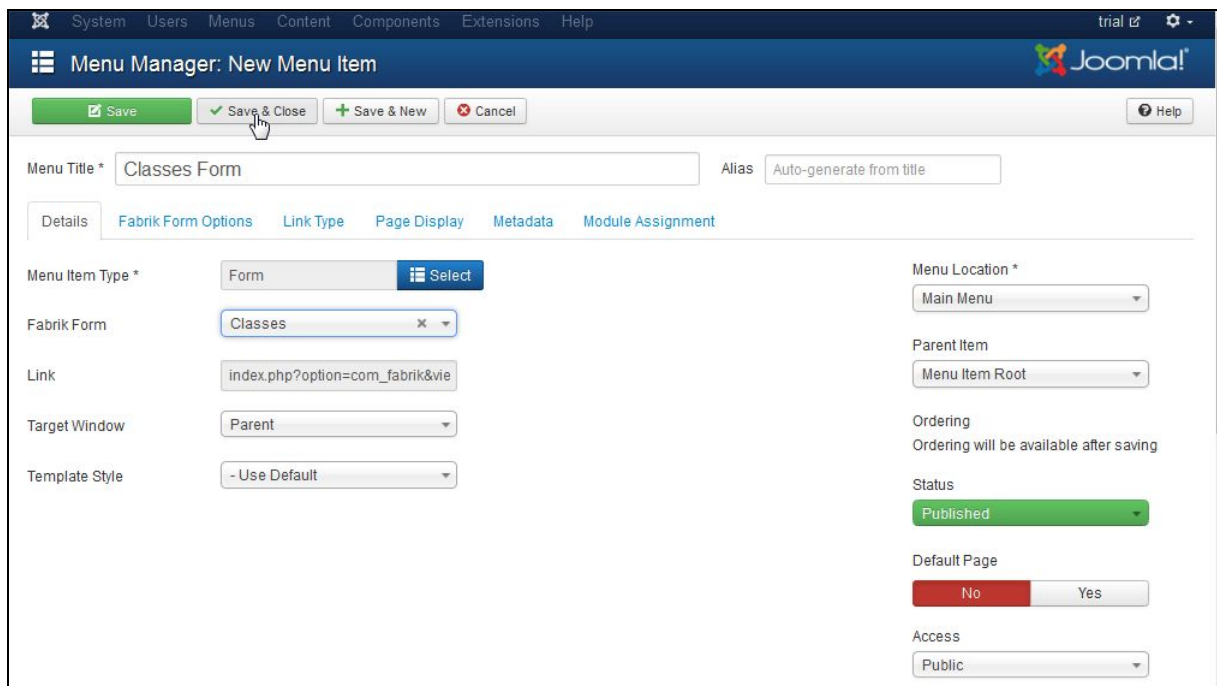 System Users Menus Content Components Extensions Help trial
Menu Manager: New Menu Item Joomla!
Save Save & Close + Save & New Cancel Help
Menu Title * Classes Form Alias Auto-generate from title
Details Fabrik Form Options Link Type Page Display Metadata Module Assignment
Menu Item Type * Form Select
Fabrik Form Classes
Link index.php?option=com_fabrik&vie
Target Window Parent
Template Style - Use Default
Menu Location *
Main Menu
Parent Item
Menu Item Root
Ordering
Ordering will be available after saving
Status
Published
Default Page
No Yes
Access
Public